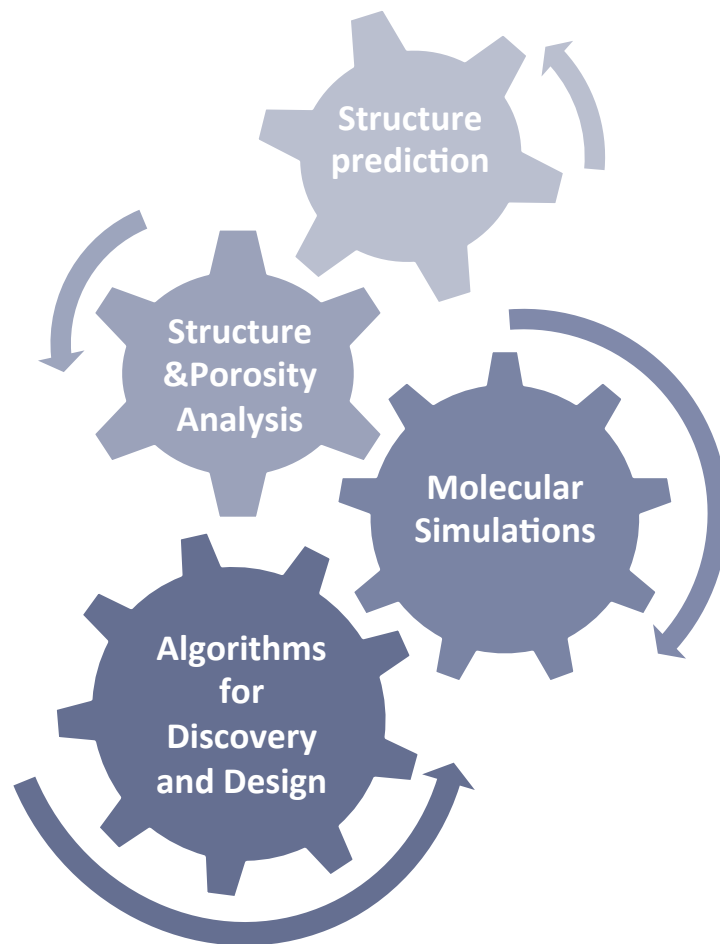 Structure
prediction
Structure
&Porosity
Analysis
Molecular
Simulations
Algorithms
for
Discovery
and Design